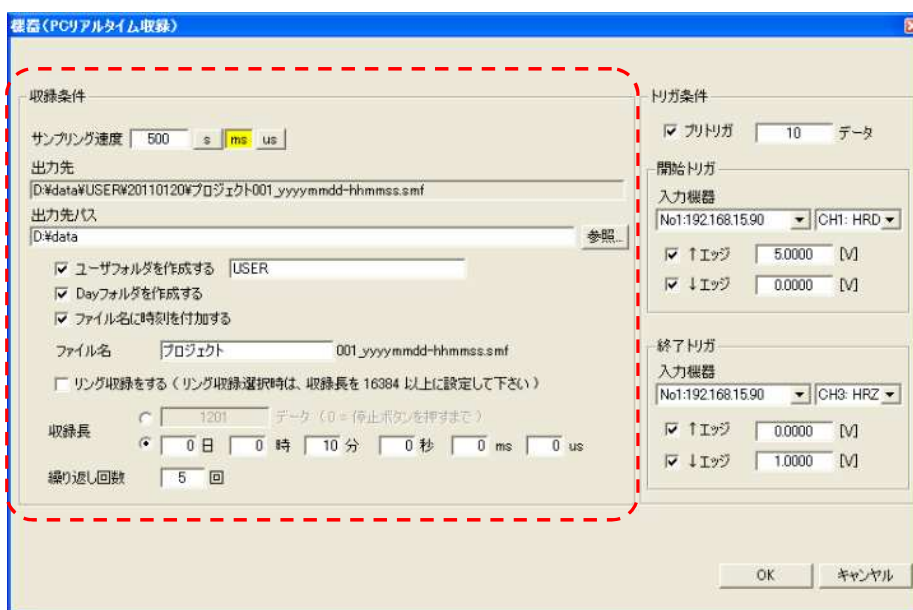 機器(PCリアルタイム収録)
収録条件
サンプリング速度 500 s ms us
出力先
D:¥data¥USER¥20110120¥プロジェクト001_yyyymmdd-hhmmss.smf
出力先パス
D:¥data 参照...
ユーザフォルダを作成する USER
Dayフォルダを作成する
ファイル名に時刻を付加する
ファイル名 プロジェクト 001_yyyymmdd-hhmmss.smf
リング収録をする(リング収録選択時は、収録長を 16384 以上に設定して下さい)
収録長
1201 データ(0=停止ボタンを押すまで)
0 日 0 時 10 分 0 秒 0 ms 0 us
繰り返し回数 5 回
トリガ条件
プリトリガ 10 データ
開始トリガ
入力機器
No1:192.168.15.90 CH1: HRD
↑エッジ 5.0000 [V]
↓エッジ 0.0000 [V]
終了トリガ
入力機器
No1:192.168.15.90 CH3: HRZ
↑エッジ 0.0000 [V]
↓エッジ 1.0000 [V]
OK キャンセル